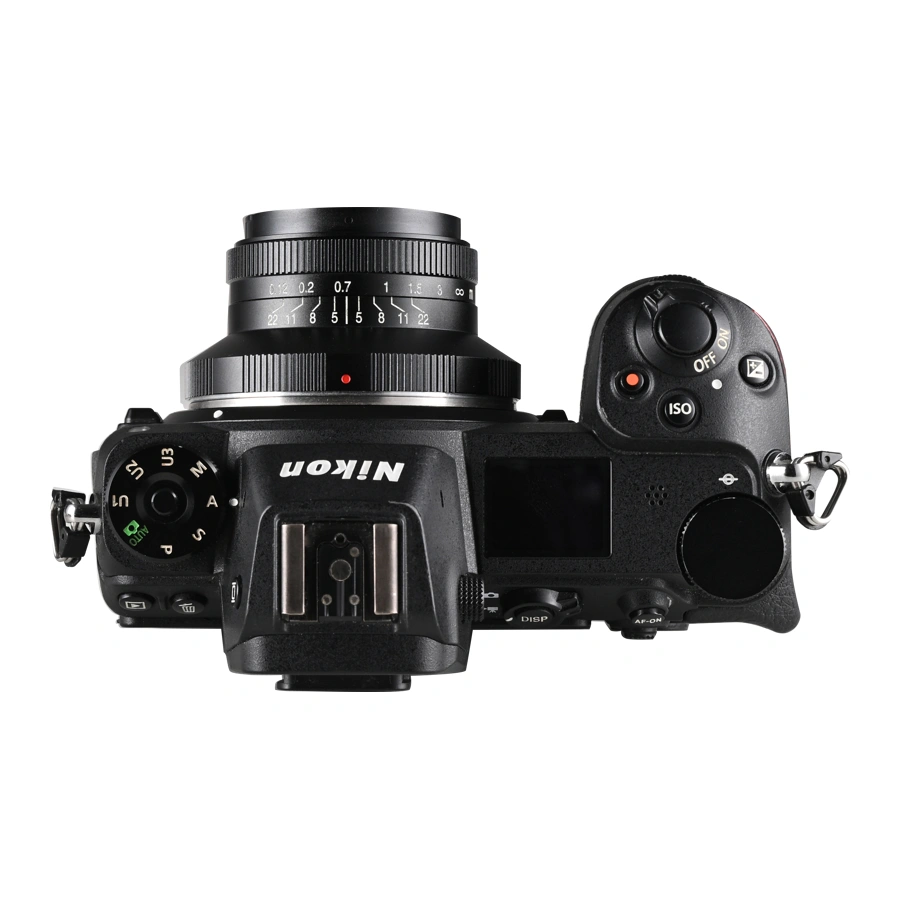 0.12 0.2 0.7 1 1.5 3 ∞ m
22 11 8 5 5 8 11 22
OFF ON
ISO
Nikon
U1 U2 U3 M A S P AUTO
DISP
AF-ON